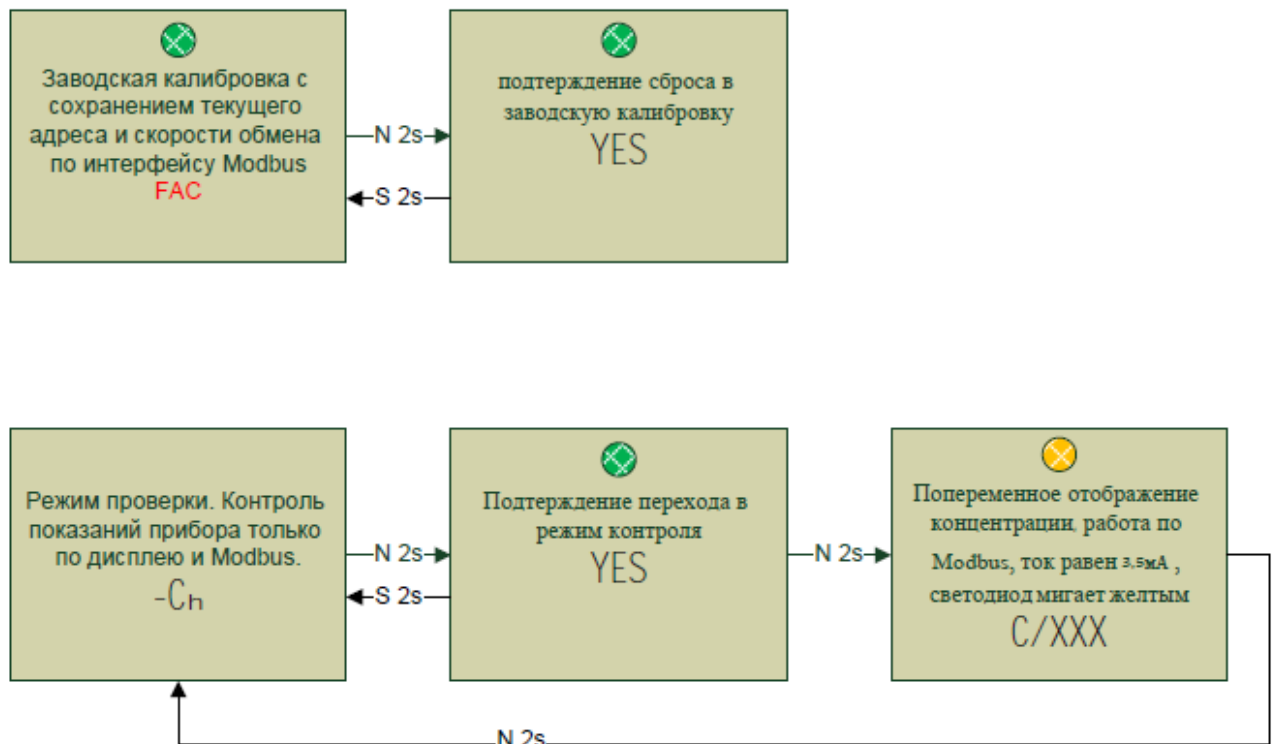 Заводская калибровка с
сохранением текущего
адреса и скорости обмена
по интерфейсу Modbus
FAC
N 2s
S 2s
подтерждение сброса в
заводскую калибровку
YES
Режим проверки. Контроль
показаний прибора только
по дисплею и Modbus.
-Ch
N 2s
S 2s
Подтерждение перехода в
режим контроля
YES
N 2s
Попеременное отображение
концентрации, работа по
Modbus, ток равен 3,5мА ,
светодиод мигает желтым
C/XXX
N 2s